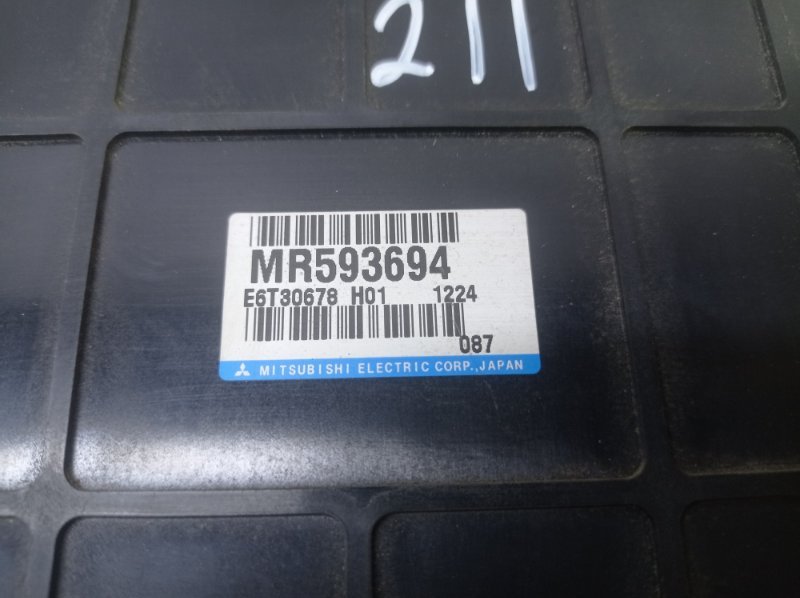 211
MR593694
E6T30678 H01 1224
087
MITSUBISHI ELECTRIC CORP.,JAPAN